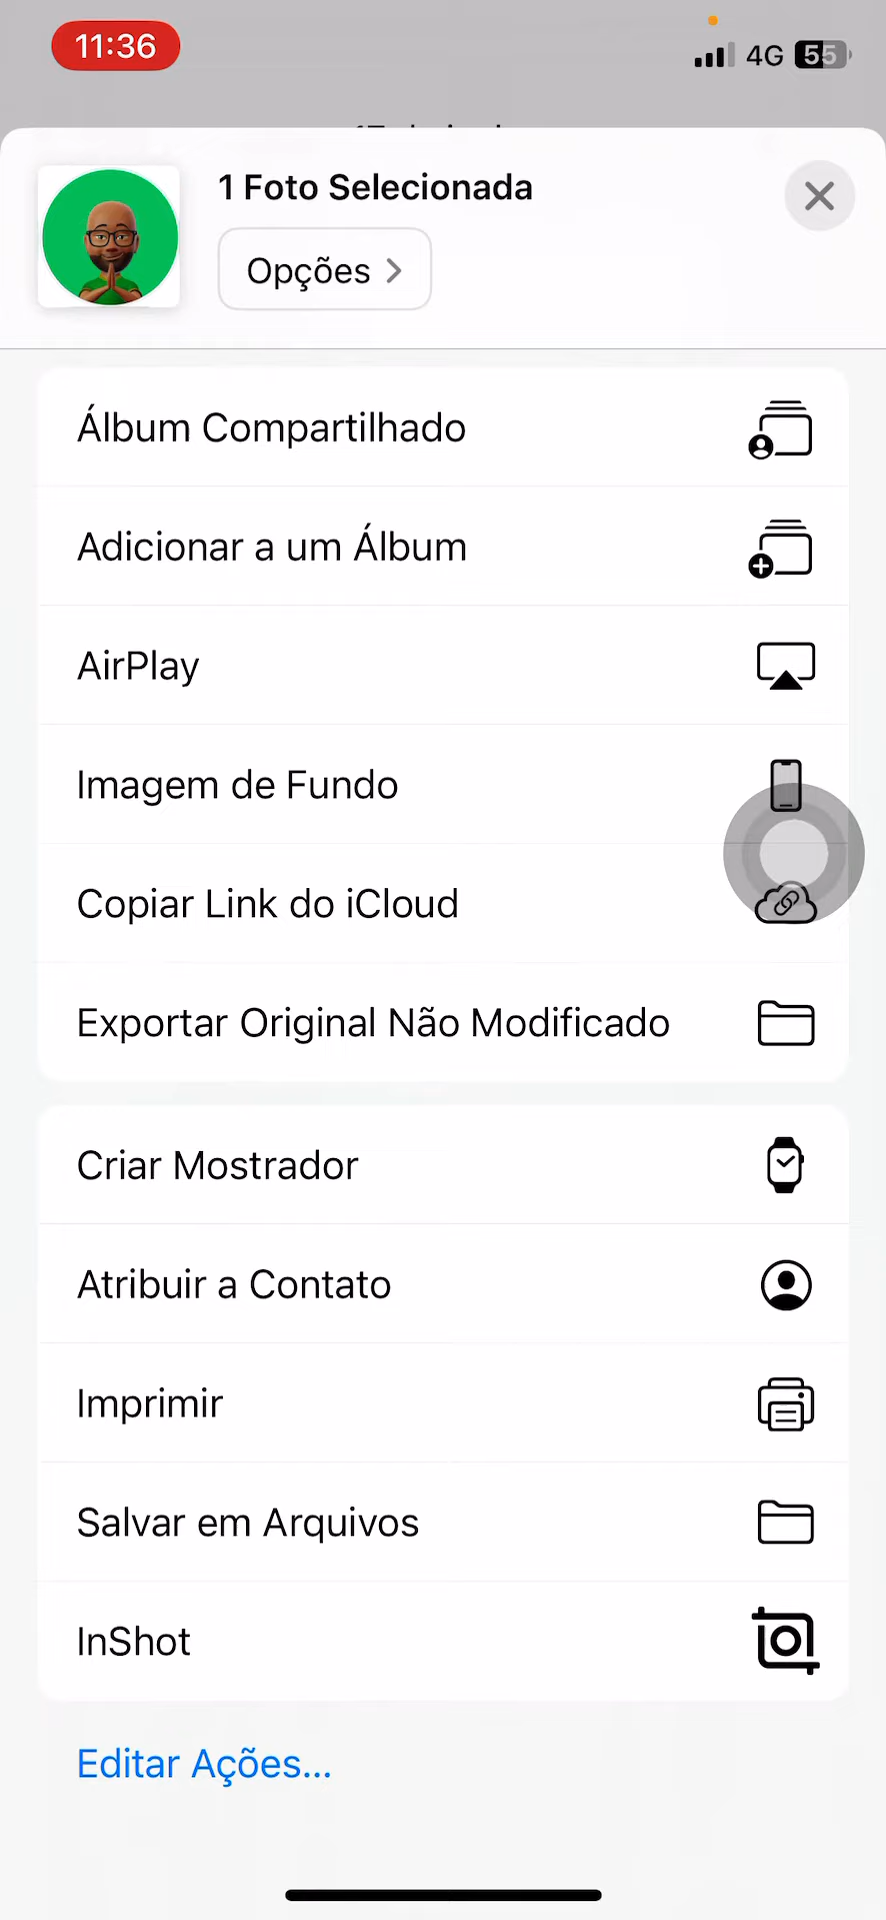 11:36
4G 55
1 Foto Selecionada
Opções
Álbum Compartilhado
Adicionar a um Álbum
AirPlay
Imagem de Fundo
Copiar Link do iCloud
Exportar Original Não Modificado
Criar Mostrador
Atribuir a Contato
Imprimir
Salvar em Arquivos
InShot
Editar Ações...